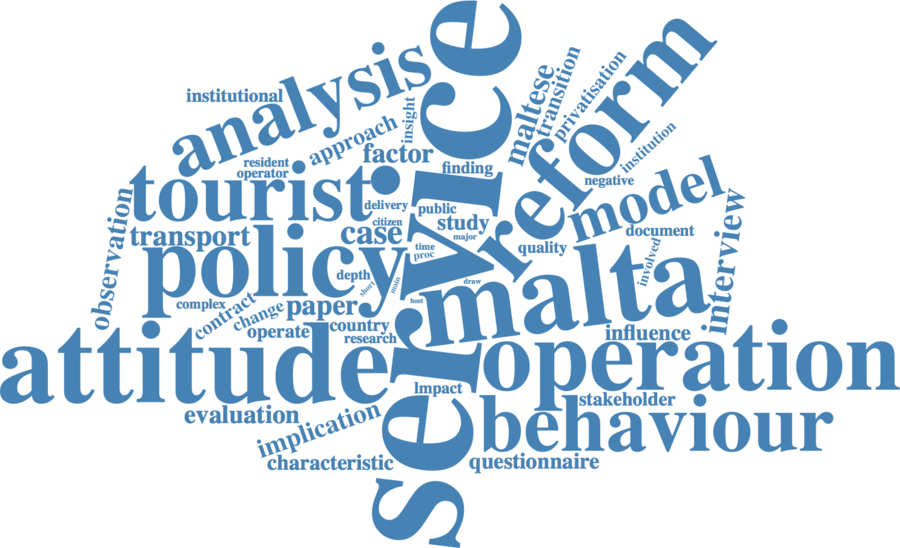 service
reform
analysis
institutional
maltese
transition
privatisation
insight
approach
factor
institution
finding
resident
operator
negative
tourist
delivery
public
model
citizen
study
major
observation
transport
case
document
interview
policy
time
proc
quality
involved
depth
short
main
draw
malta
complex
contract
change
paper
host
operate
country
research
influence
attitude
operation
Impact
stakeholder
evaluation
implication
behaviour
characteristic
questionnaire